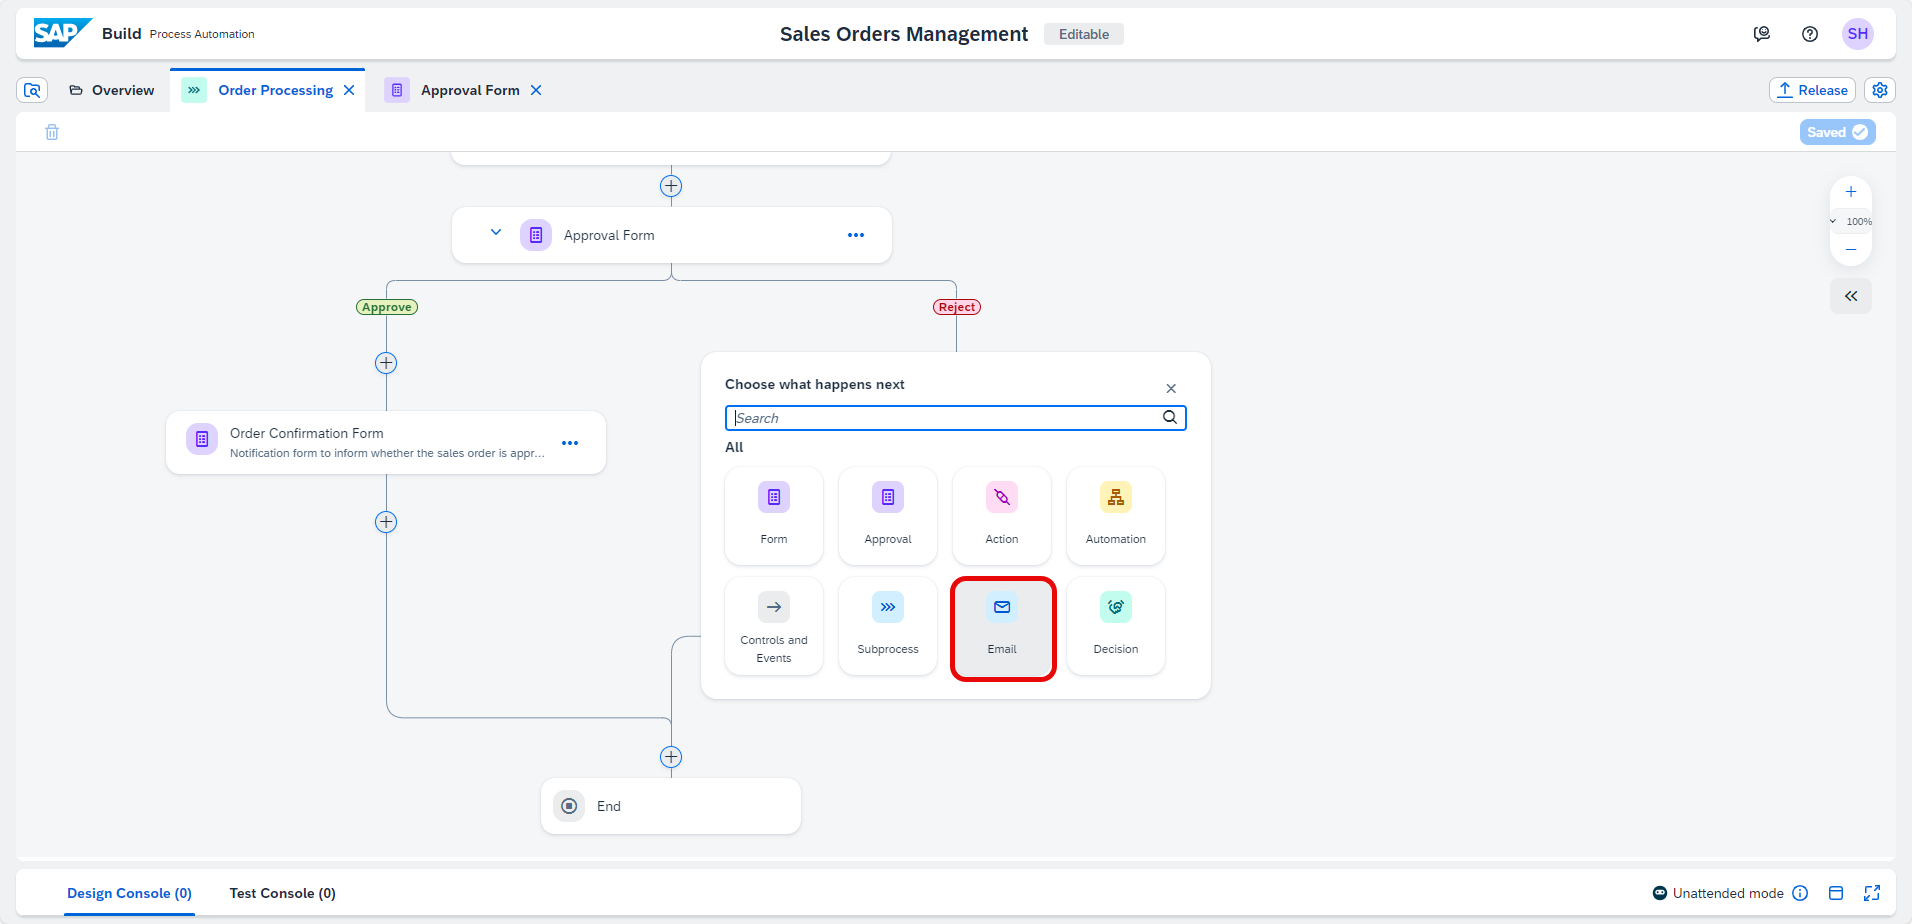 SAP Build Process Automation
Sales Orders Management Editable
SH
Overview Order Processing Approval Form
Release
Saved
Approval Form
100%
Approve Reject
Choose what happens next
Search
All
Order Confirmation Form
Notification form to inform whether the sales order is appr...
Form Approval Action Automation
Controls and
Events
Subprocess Email Decision
End
Design Console (0) Test Console (0)
Unattended mode